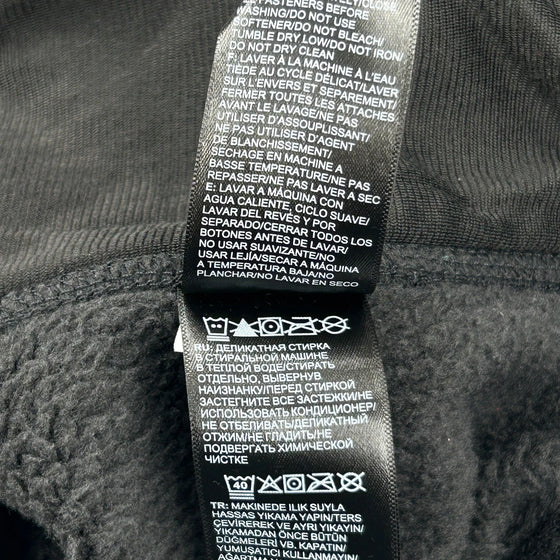 FASTENERS BEFORE
WASHING/DO NOT USE
SOFTENER/DO NOT BLEACH/
TUMBLE DRY LOW/DO NOT IRON/
DO NOT DRY CLEAN
F: LAVER À LA MACHINE À L'EAU
TIÈDE AU CYCLE DÉLICAT/LAVER
SUR L'ENVERS ET SEPAREMENT/
FERMER TOUTES LES ATTACHES
AVANT LE LAVAGE/NE PAS
UTILISER D'ASSOUPLISSANT/
NE PAS UTILISER D'AGENT
DE BLANCHISSEMENT/
SECHAGE EN MACHINE A
BASSE TEMPERATURE/NE PAS
REPASSER/NE PAS LAVER A SEC
E: LAVAR A MÁQUINA CON
AGUA CALIENTE, CICLO SUAVE/
LAVAR DEL REVÉS Y POR
SEPARADO/CERRAR TODOS LOS
BOTONES ANTES DE LAVAR/
NO USAR SUAVIZANTE/NO
USAR LEJÍA/SECAR A MÁQUINA
A TEMPERATURA BAJA/NO
PLANCHAR/NO LAVAR EN SECO
RU: ДЕЛИКАТНАЯ СТИРКА
В СТИРАЛЬНОЙ МАШИНЕ
В ТЕПЛОЙ ВОДЕ/СТИРАТЬ
ОТДЕЛЬНО, ВЫВЕРНУВ
НАИЗНАНКУ/ПЕРЕД СТИРКОЙ
ЗАСТЕГНИТЕ ВСЕ ЗАСТЕЖКИ/НЕ
ИСПОЛЬЗОВАТЬ КОНДИЦИОНЕР/
НЕ ОТБЕЛИВАТЬ/ДЕЛИКАТНЫЙ
ОТЖИМ/НЕ ГЛАДИТЬ/НЕ
ПОДВЕРГАТЬ ХИМИЧЕСКОЙ
ЧИСТКЕ
40
TR: MAKINEDE ILIK SUYLA
HASSAS YIKAMA YAPIN/TERS
ÇEVİREREK VE AYRI YIKAYIN/
YIKAMADAN ÖNCE BÜTÜN
DÜĞMELERİ VB. KAPATIN/
YUMUŞATICI KULLANMAYIN/